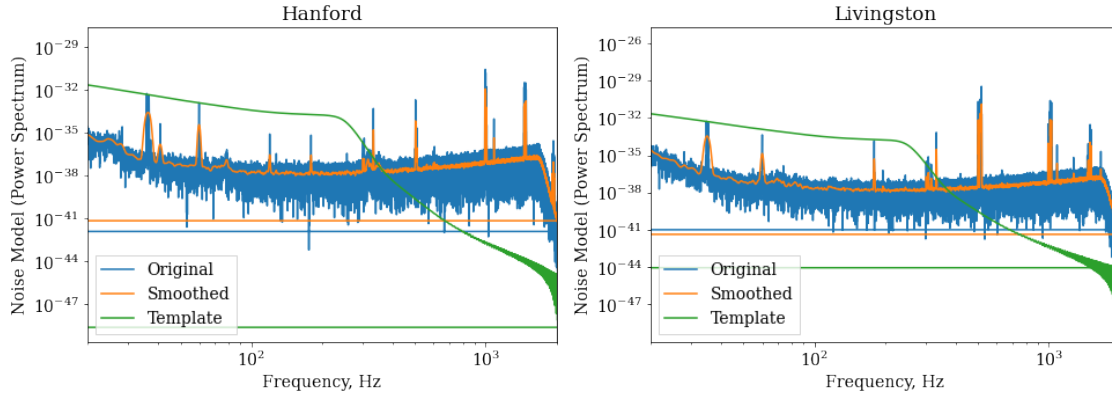 Hanford
Noise Model (Power Spectrum)
10^−29
10^−32
10^−35
10^−38
10^−41
10^−44
10^−47
Original
Smoothed
Template
10^2
10^3
Frequency, Hz
Livingston
Noise Model (Power Spectrum)
10^−26
10^−29
10^−32
10^−35
10^−38
10^−41
10^−44
10^−47
Original
Smoothed
Template
10^2
10^3
Frequency, Hz